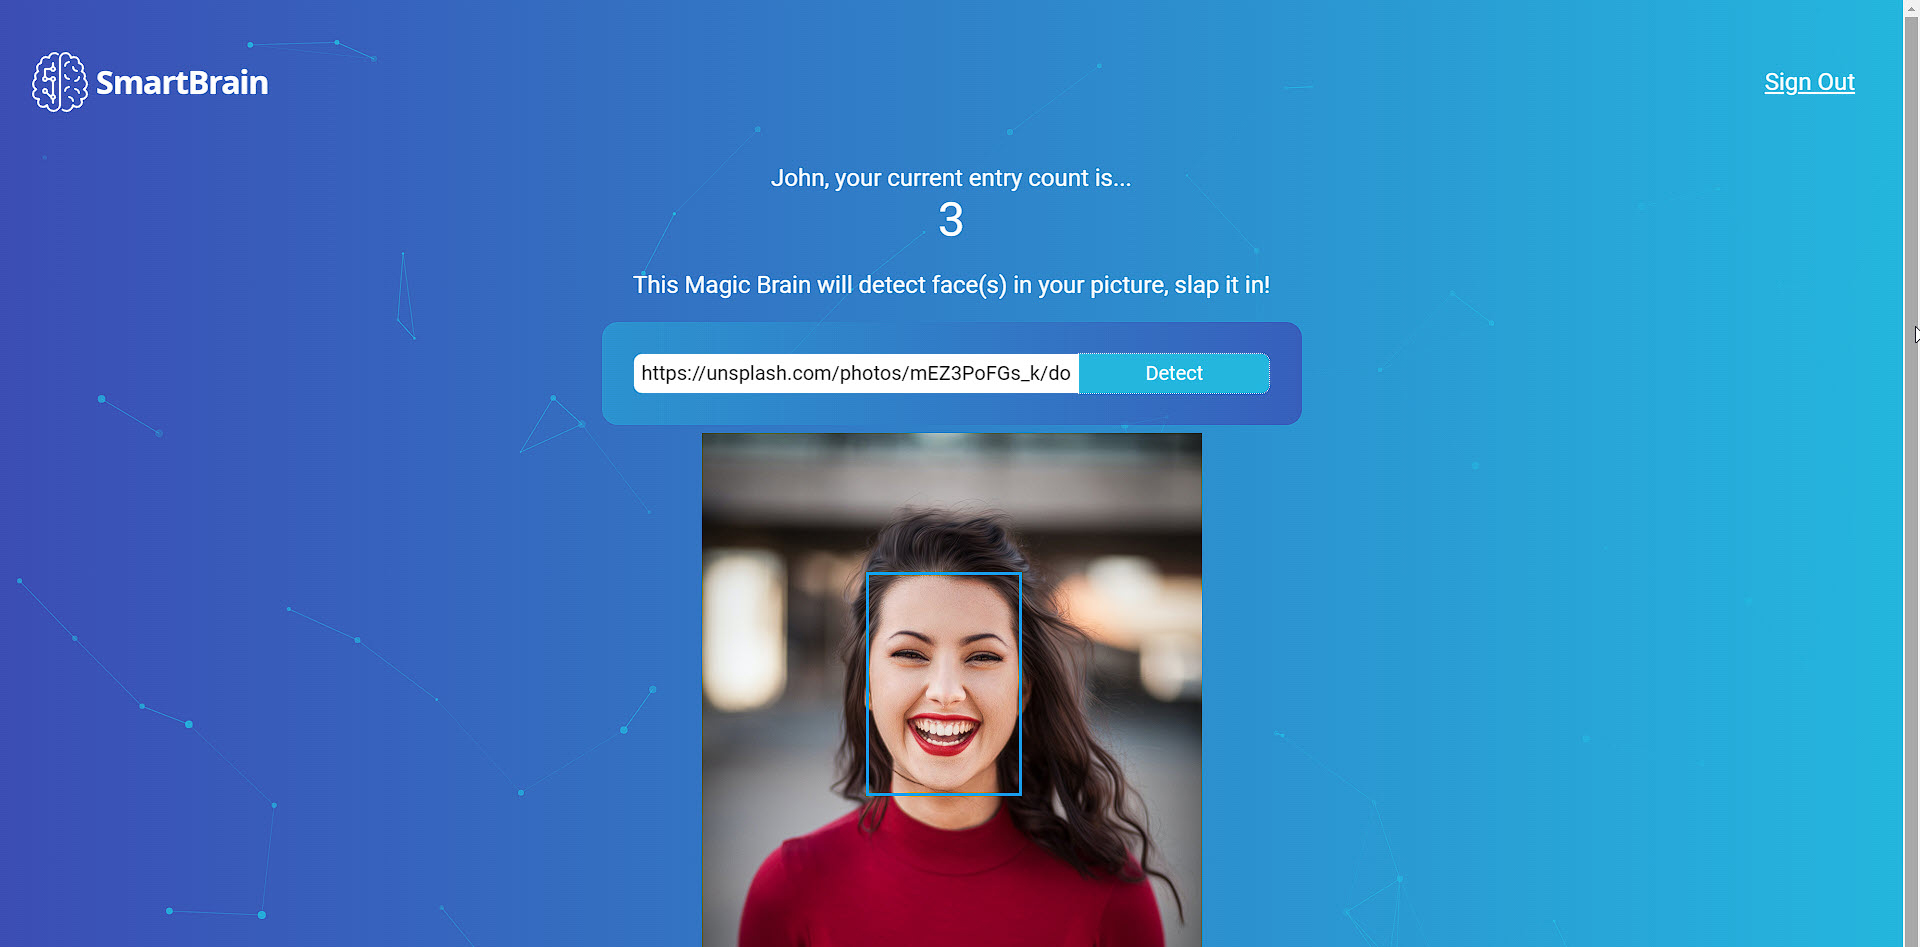 SmartBrain
Sign Out
John, your current entry count is...
3
This Magic Brain will detect face(s) in your picture, slap it in!
https://unsplash.com/photos/mEZ3PoFGs_k/do
Detect